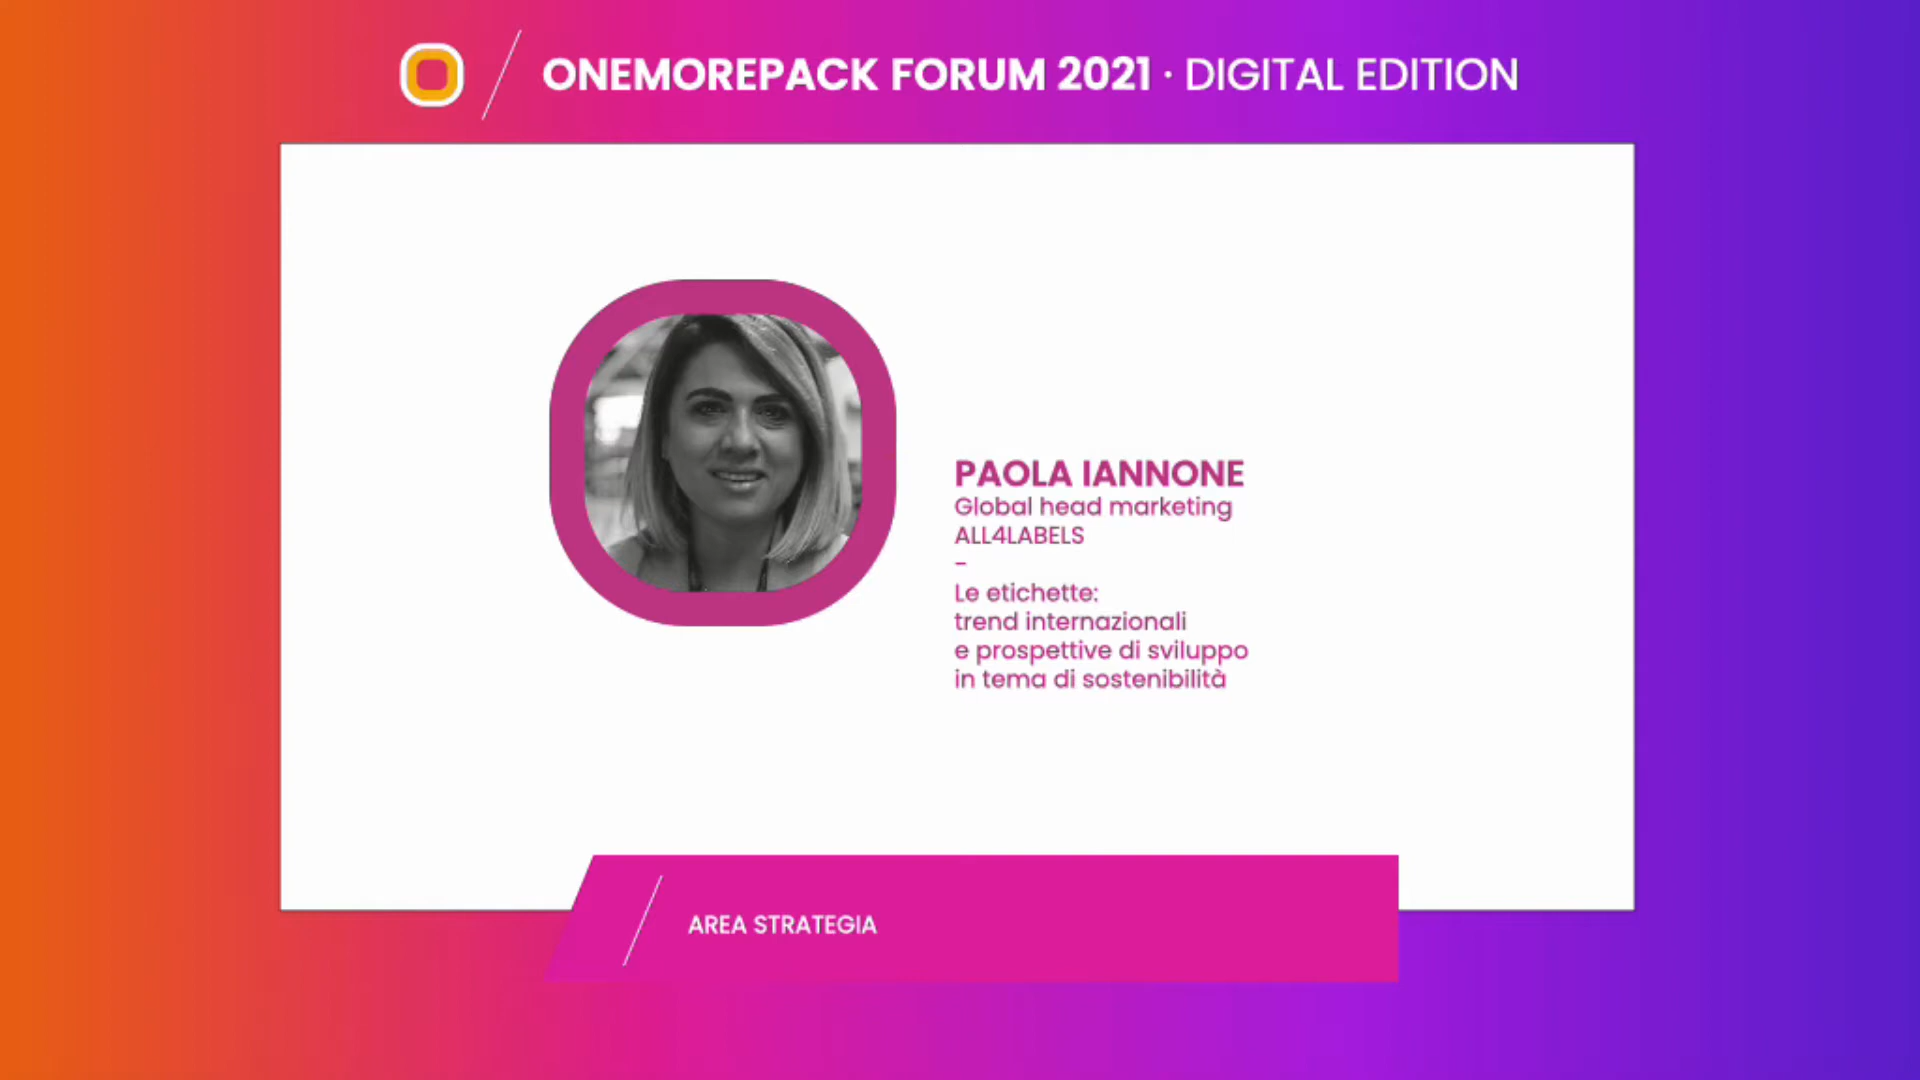 ONEMOREPACK FORUM 2021 · DIGITAL EDITION
PAOLA IANNONE
Global head marketing
ALL4LABELS
–
Le etichette:
trend internazionali
e prospettive di sviluppo
in tema di sostenibilità
AREA STRATEGIA